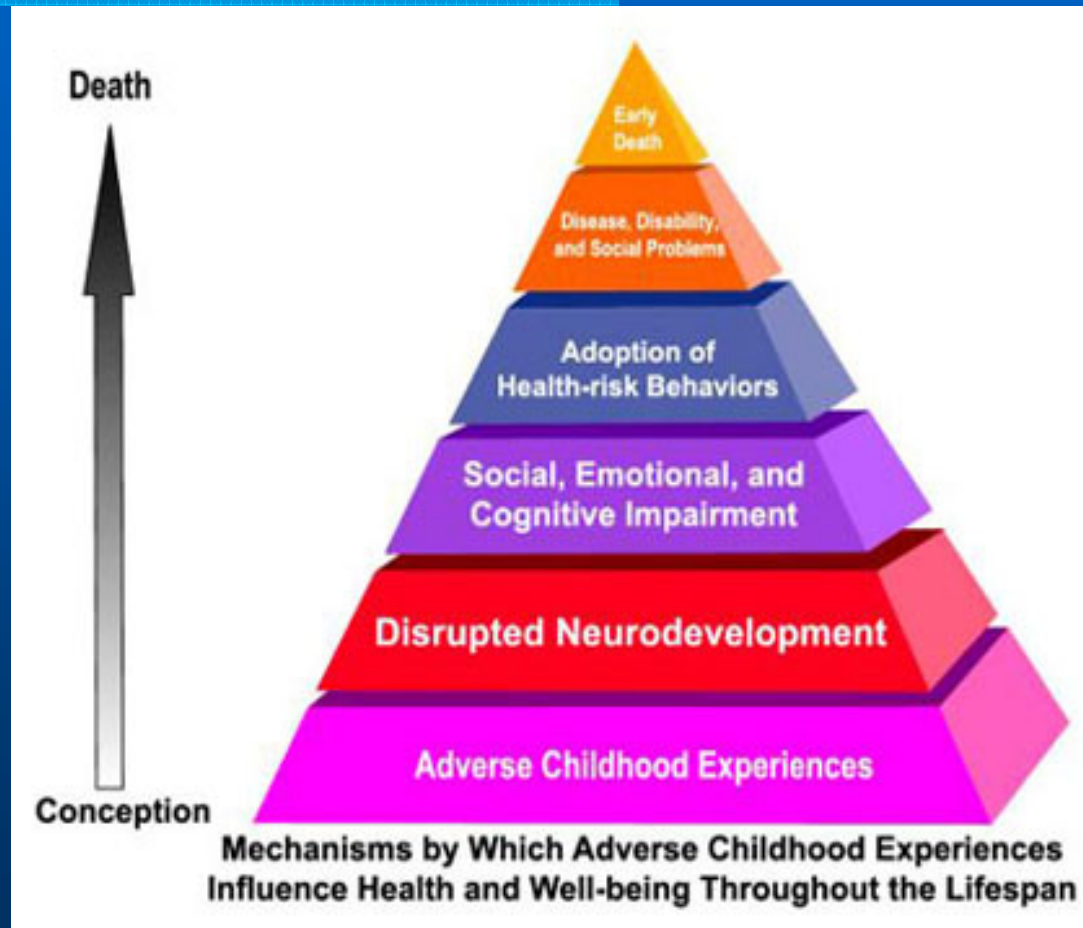 Death
Early
Death
Disease, Disability,
and Social Problems
Adoption of
Health-risk Behaviors
Social, Emotional, and
Cognitive Impairment
Disrupted Neurodevelopment
Adverse Childhood Experiences
Conception
Mechanisms by Which Adverse Childhood Experiences
Influence Health and Well-being Throughout the Lifespan